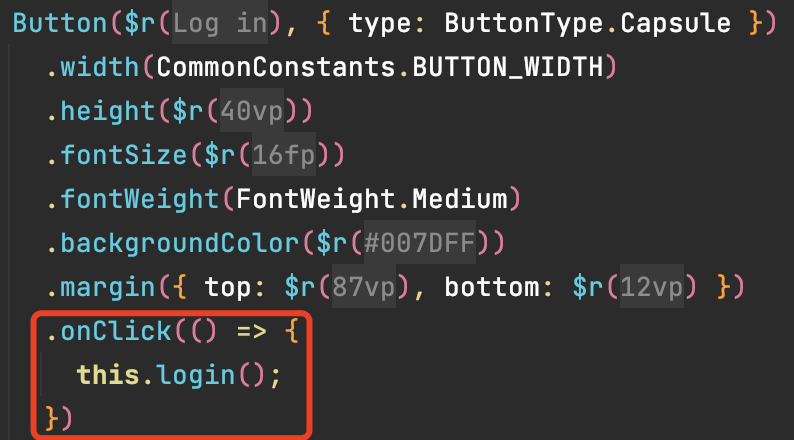 Button($r(Log in), { type: ButtonType.Capsule })
.width(CommonConstants.BUTTON_WIDTH)
.height($r(40vp))
.fontSize($r(16fp))
.fontWeight(FontWeight.Medium)
.backgroundColor($r(#007DFF))
.margin({ top: $r(87vp), bottom: $r(12vp) })
.onClick(() => {
this.login();
})